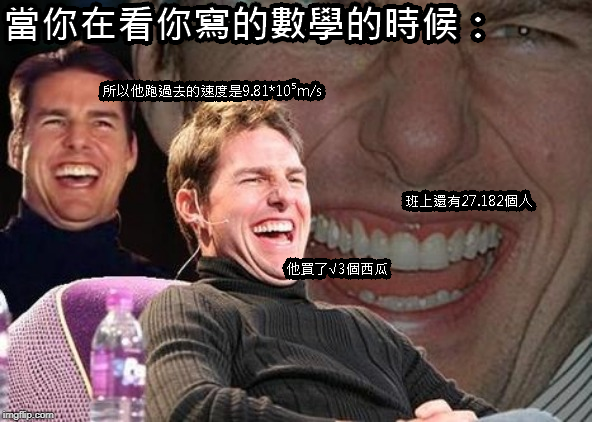 當你在看你寫的數學的時候：
所以他跑過去的速度是9.81*10⁵m/s
班上還有27.182個人
他買了√3個西瓜
imgflip.com